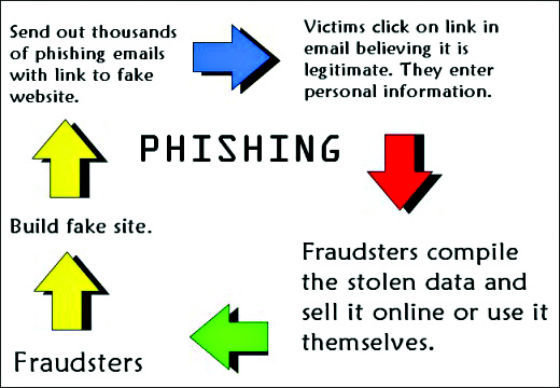 Send out thousands
of phishing emails
with link to fake
website.
Victims click on link in
email believing it is
legitimate. They enter
personal information.
PHISHING
Build fake site.
Fraudsters compile
the stolen data and
sell it online or use it
themselves.
Fraudsters